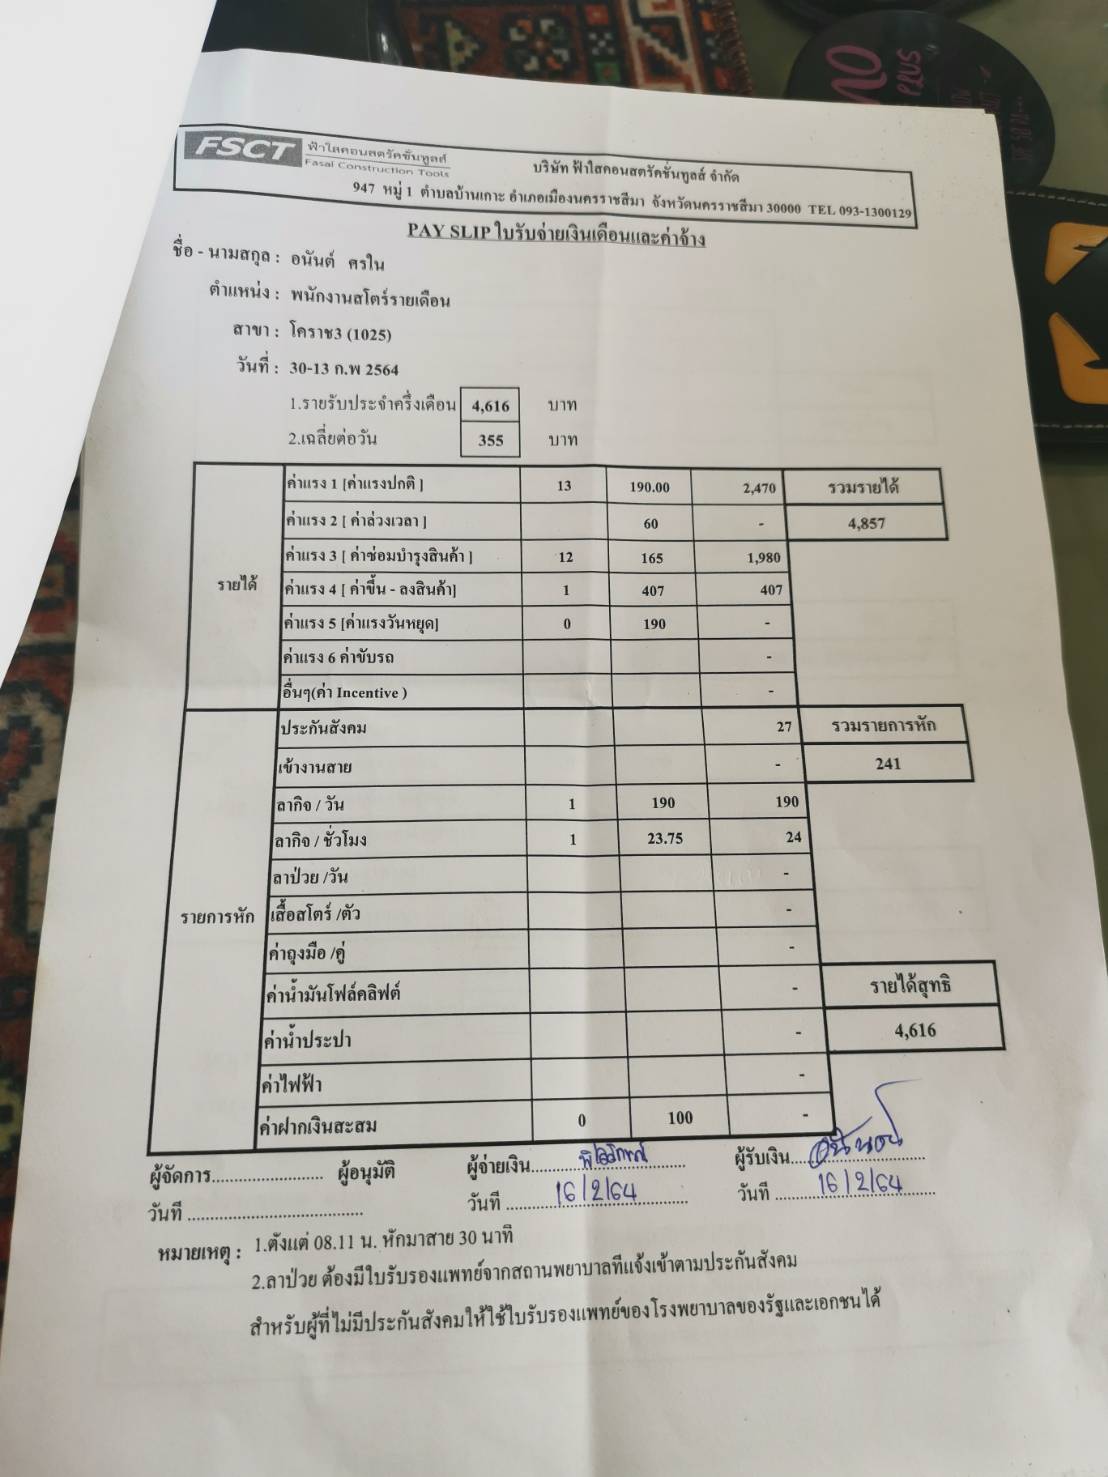 FSCT ฟ้าใสคอนสตรัคชั่นทูลส์
Fasai Construction Tools
บริษัท ฟ้าใสคอนสตรัคชั่นทูลส์ จำกัด
947 หมู่ 1 ตำบลบ้านเกาะ อำเภอเมืองนครราชสีมา จังหวัดนครราชสีมา 30000 TEL 093-1300129
PAY SLIP ใบรับจ่ายเงินเดือนและค่าจ้าง
ชื่อ - นามสกุล : อนันต์ ศรใน
ตำแหน่ง : พนักงานสโตร์รายเดือน
สาขา : โคราช3 (1025)
วันที่ : 30-13 ก.พ 2564
1.รายรับประจำครึ่งเดือน 4,616 บาท
2.เฉลี่ยต่อวัน 355 บาท
รายได้
ค่าแรง 1 [ค่าแรงปกติ ] 13 190.00 2,470 รวมรายได้
ค่าแรง 2 [ ค่าล่วงเวลา ] 60 - 4,857
ค่าแรง 3 [ ค่าซ่อมบำรุงสินค้า ] 12 165 1,980
ค่าแรง 4 [ ค่าขึ้น - ลงสินค้า] 1 407 407
ค่าแรง 5 [ค่าแรงวันหยุด] 0 190 -
ค่าแรง 6 ค่าขับรถ -
อื่นๆ(ค่า Incentive ) -
รายการหัก
ประกันสังคม 27 รวมรายการหัก
เข้างานสาย - 241
ลากิจ / วัน 1 190 190
ลากิจ / ชั่วโมง 1 23.75 24
ลาป่วย /วัน -
เสื้อสโตร์ /ตัว -
ค่าถุงมือ /คู่ -
ค่าน้ำมันโฟล์คลิฟต์ - รายได้สุทธิ
ค่าน้ำประปา - 4,616
ค่าไฟฟ้า -
ค่าฝากเงินสะสม 0 100 -
ผู้จัดการ........................ ผู้อนุมัติ ผู้จ่ายเงิน........................ ผู้รับเงิน........................ อนันต์
วันที่ ........................ วันที่ 16/2/64 วันที่ 16/2/64
หมายเหตุ : 1.ตั้งแต่ 08.11 น. หักมาสาย 30 นาที
2.ลาป่วย ต้องมีใบรับรองแพทย์จากสถานพยาบาลที่แจ้งเข้าตามประกันสังคม
สำหรับผู้ที่ไม่มีประกันสังคมให้ใช้ใบรับรองแพทย์ของโรงพยาบาลของรัฐและเอกชนได้